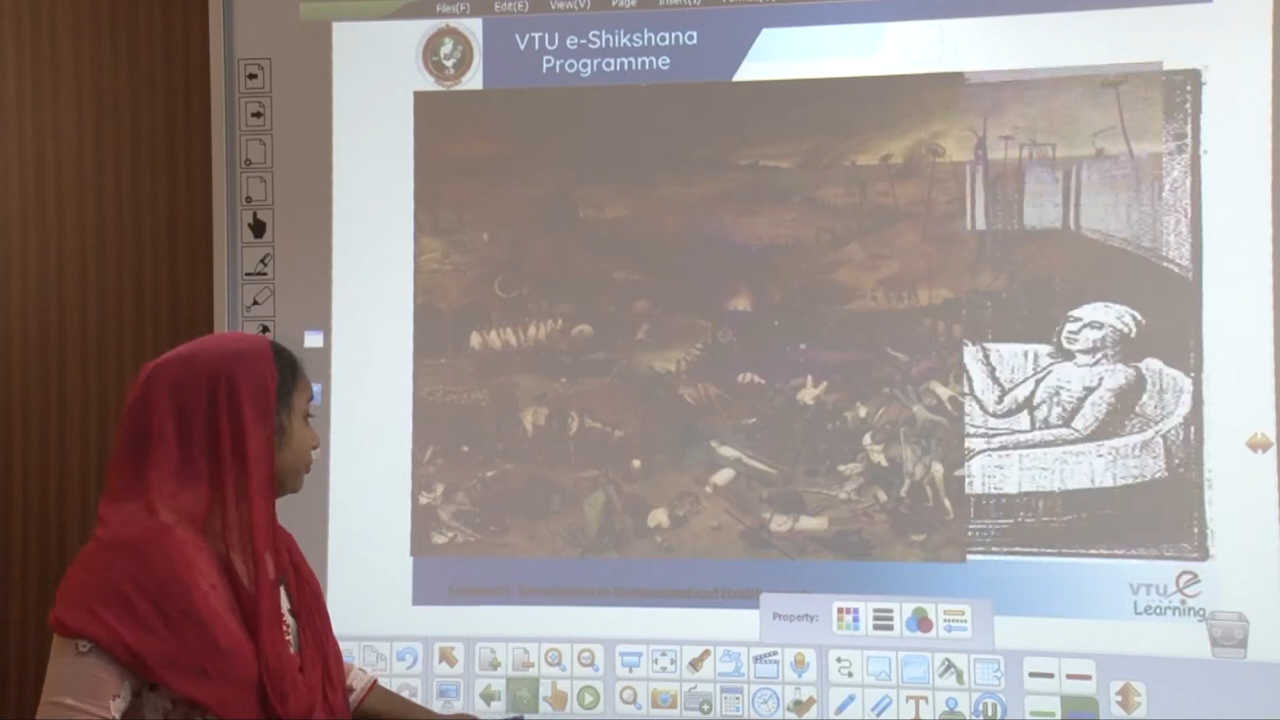 Files(F) Edit(E) View(V) Page Insert(I)
VTU e-Shikshana
Programme
VTU e
Learning
Property: